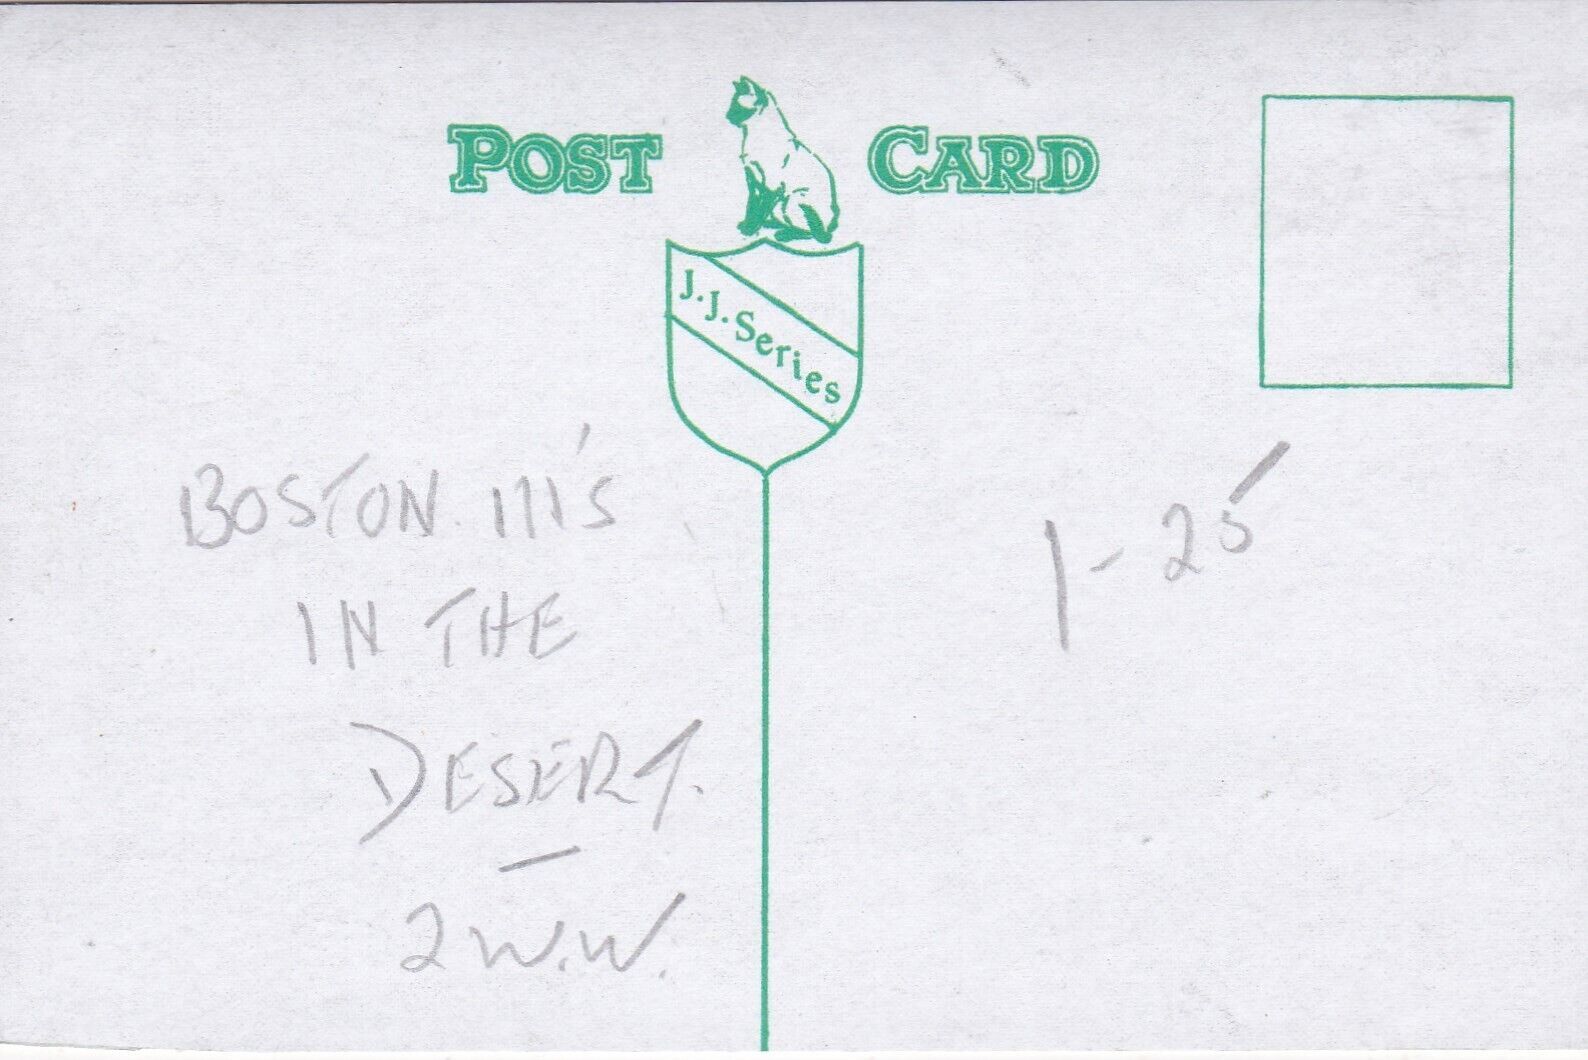 POST CARD
J.J. Series
BOSTON III'S
IN THE
DESERT.
—
2 W.W.
1-25